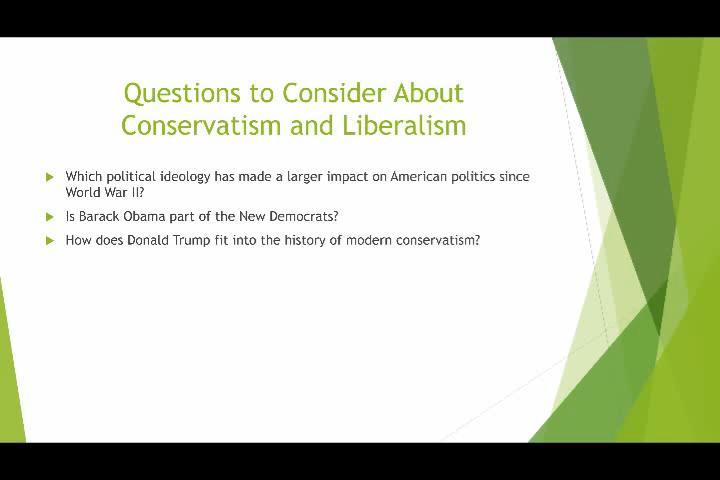 Questions to Consider About
Conservatism and Liberalism
Which political ideology has made a larger impact on American politics since
World War II?
Is Barack Obama part of the New Democrats?
How does Donald Trump fit into the history of modern conservatism?